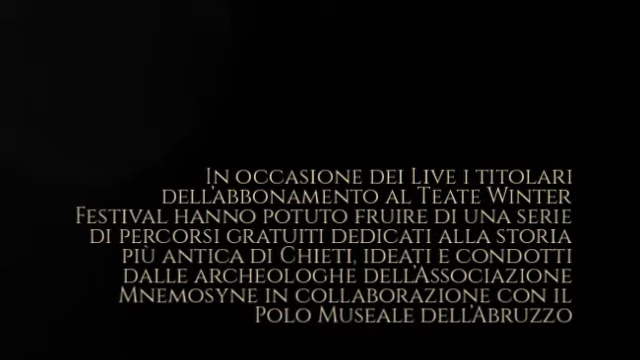 In occasione dei Live i titolari
dell'abbonamento al Teate Winter
Festival hanno potuto fruire di una serie
di percorsi gratuiti dedicati alla storia
più antica di Chieti, ideati e condotti
dalle archeologhe dell'Associazione
Mnemosyne in collaborazione con il
Polo Museale dell'Abruzzo